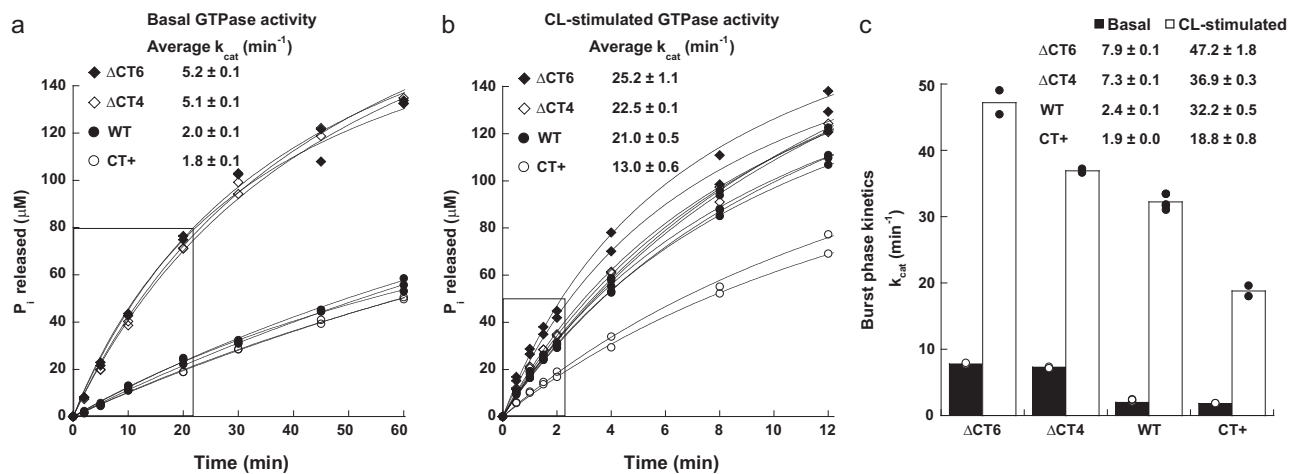 a
Basal GTPase activity
Average kcat (min-1)
ΔCT6 5.2 ± 0.1
ΔCT4 5.1 ± 0.1
WT 2.0 ± 0.1
CT+ 1.8 ± 0.1
140
120
100
80
60
40
20
0
Pi released (μM)
0 10 20 30 40 50 60
Time (min)
b
CL-stimulated GTPase activity
Average kcat (min-1)
ΔCT6 25.2 ± 1.1
ΔCT4 22.5 ± 0.1
WT 21.0 ± 0.5
CT+ 13.0 ± 0.6
140
120
100
80
60
40
20
0
Pi released (μM)
0 2 4 6 8 10 12
Time (min)
c
Basal CL-stimulated
ΔCT6 7.9 ± 0.1 47.2 ± 1.8
ΔCT4 7.3 ± 0.1 36.9 ± 0.3
WT 2.4 ± 0.1 32.2 ± 0.5
CT+ 1.9 ± 0.0 18.8 ± 0.8
50
40
30
20
10
0
Burst phase kinetics
kcat (min-1)
ΔCT6 ΔCT4 WT CT+